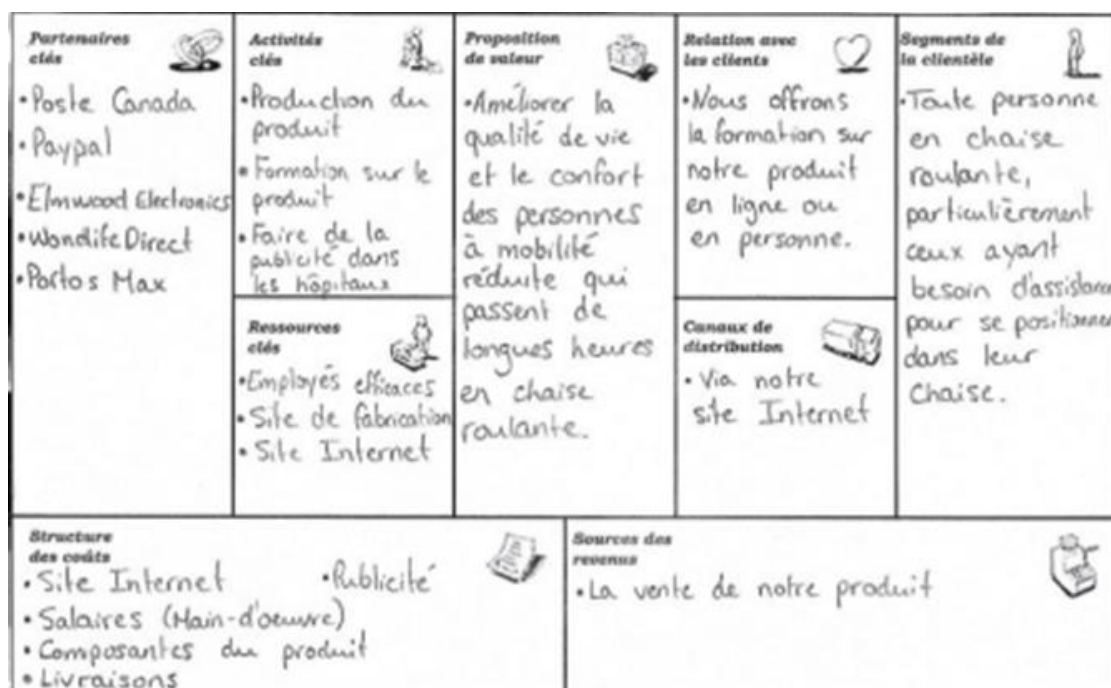 Partenaires
clés
•Poste Canada
•Paypal
•Elmwood Electronics
•Wondlife Direct
•Portos Max
Activités
clés
•Production du
produit
•Formation sur le
produit
•Faire de la
publicité dans
les hôpitaux
Ressources
clés
•Employés efficaces
•Site de fabrication
•Site Internet
Proposition
de valeur
•Améliorer la
qualité de vie
et le confort
des personnes
à mobilité
réduite qui
passent de
longues heures
en chaise
roulante.
Relation avec
les clients
•Nous offrons
la formation sur
notre produit
en ligne ou
en personne.
Canaux de
distribution
•Via notre
site Internet
Segments de
la clientèle
•Toute personne
en chaise
roulante,
particulièrement
ceux ayant
besoin d'assistance
pour se positionner
dans leur
Chaise.
Structure
des coûts
•Site Internet •Publicité
•Salaires (Main-d'oeuvre)
•Composantes du produit
•Livraisons
Sources des
revenus
•La vente de notre produit